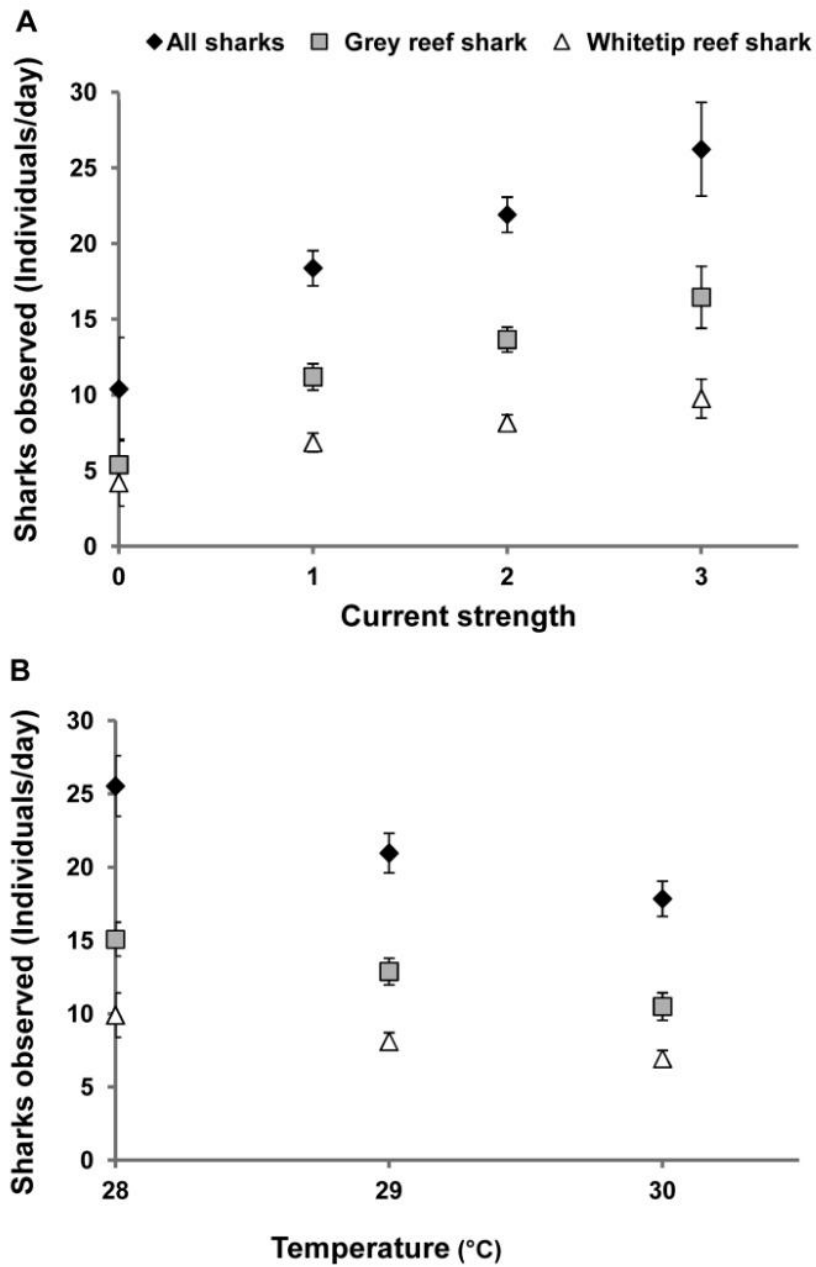 A
All sharks Grey reef shark Whitetip reef shark
Sharks observed (Individuals/day)
30
25
20
15
10
5
0
0 1 2 3
Current strength
B
Sharks observed (Individuals/day)
30
25
20
15
10
5
0
28 29 30
Temperature (°C)